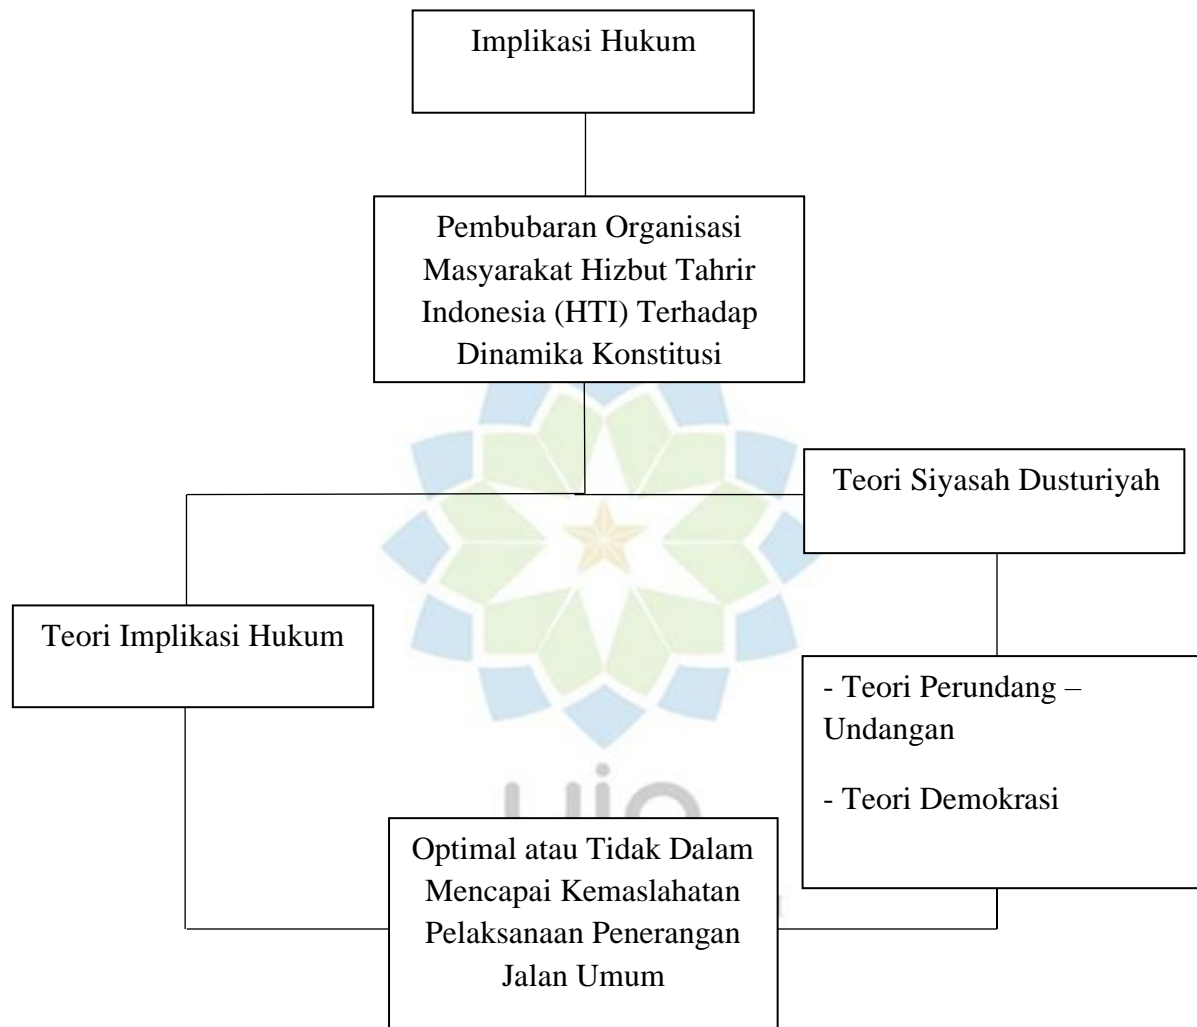 Implikasi Hukum
Pembubaran Organisasi
Masyarakat Hizbut Tahrir
Indonesia (HTI) Terhadap
Dinamika Konstitusi
Teori Siyasah Dusturiyah
Teori Implikasi Hukum
- Teori Perundang –
Undangan
- Teori Demokrasi
Optimal atau Tidak Dalam
Mencapai Kemaslahatan
Pelaksanaan Penerangan
Jalan Umum